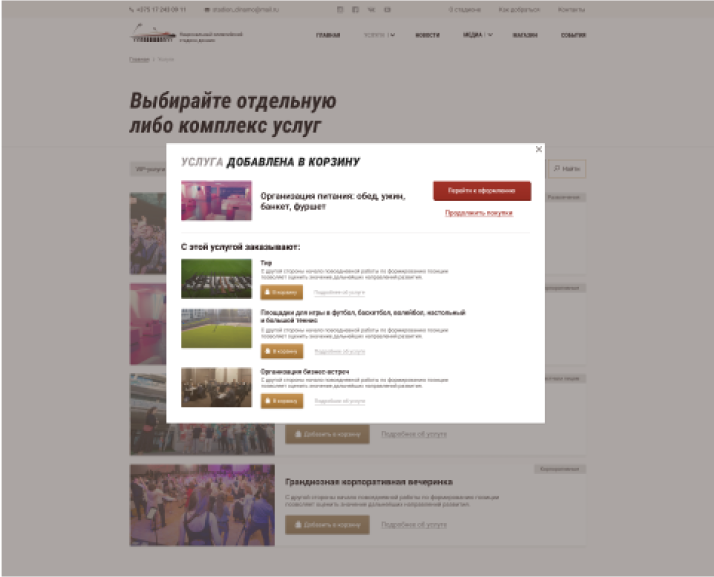 +375 17 243 09 11
stadion.dinamo@mail.ru
О стадионе
Как добраться
Контакты
Национальный олимпийский
стадион Динамо
ГЛАВНАЯ
УСЛУГИ
НОВОСТИ
МЕДИА
МАГАЗИН
СОБЫТИЯ
Главная | Услуги
Выбирайте отдельную
либо комплекс услуг
VIP-услуги
Найти
УСЛУГА ДОБАВЛЕНА В КОРЗИНУ
Организация питания: обед, ужин,
банкет, фуршет
Перейти к оформлению
Продолжить покупки
С этой услугой заказывают:
Тир
С другой стороны начало повседневной работы по формированию позиции
позволяет оценить значение дальнейших направлений развития.
В корзину
Подробнее об услуге
Площадки для игры в футбол, баскетбол, волейбол, настольный
и большой теннис
С другой стороны начало повседневной работы по формированию позиции
позволяет оценить значение дальнейших направлений развития.
В корзину
Подробнее об услуге
Организация бизнес-встреч
С другой стороны начало повседневной работы по формированию позиции
позволяет оценить значение дальнейших направлений развития.
В корзину
Подробнее об услуге
Добавить в корзину
Подробнее об услуге
Грандиозная корпоративная вечеринка
С другой стороны начало повседневной работы по формированию позиции
позволяет оценить значение дальнейших направлений развития.
Добавить в корзину
Подробнее об услуге